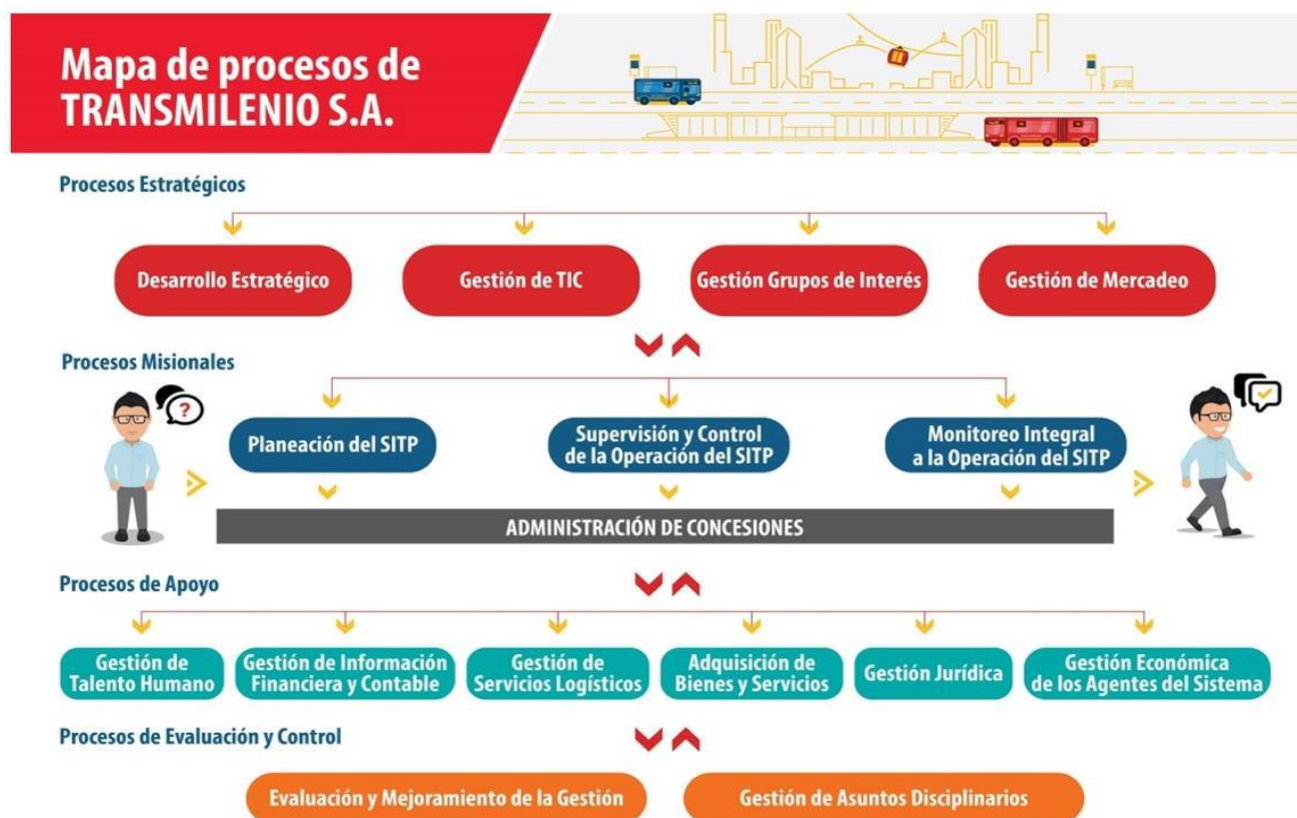 Mapa de procesos de
TRANSMILENIO S.A.
Procesos Estratégicos
Desarrollo Estratégico
Gestión de TIC
Gestión Grupos de Interés
Gestión de Mercadeo
Procesos Misionales
?
Planeación del SITP
Supervisión y Control
de la Operación del SITP
Monitoreo Integral
a la Operación del SITP
ADMINISTRACIÓN DE CONCESIONES
Procesos de Apoyo
Gestión de
Talento Humano
Gestión de Información
Financiera y Contable
Gestión de
Servicios Logísticos
Adquisición de
Bienes y Servicios
Gestión Jurídica
Gestión Económica
de los Agentes del Sistema
Procesos de Evaluación y Control
Evaluación y Mejoramiento de la Gestión
Gestión de Asuntos Disciplinarios